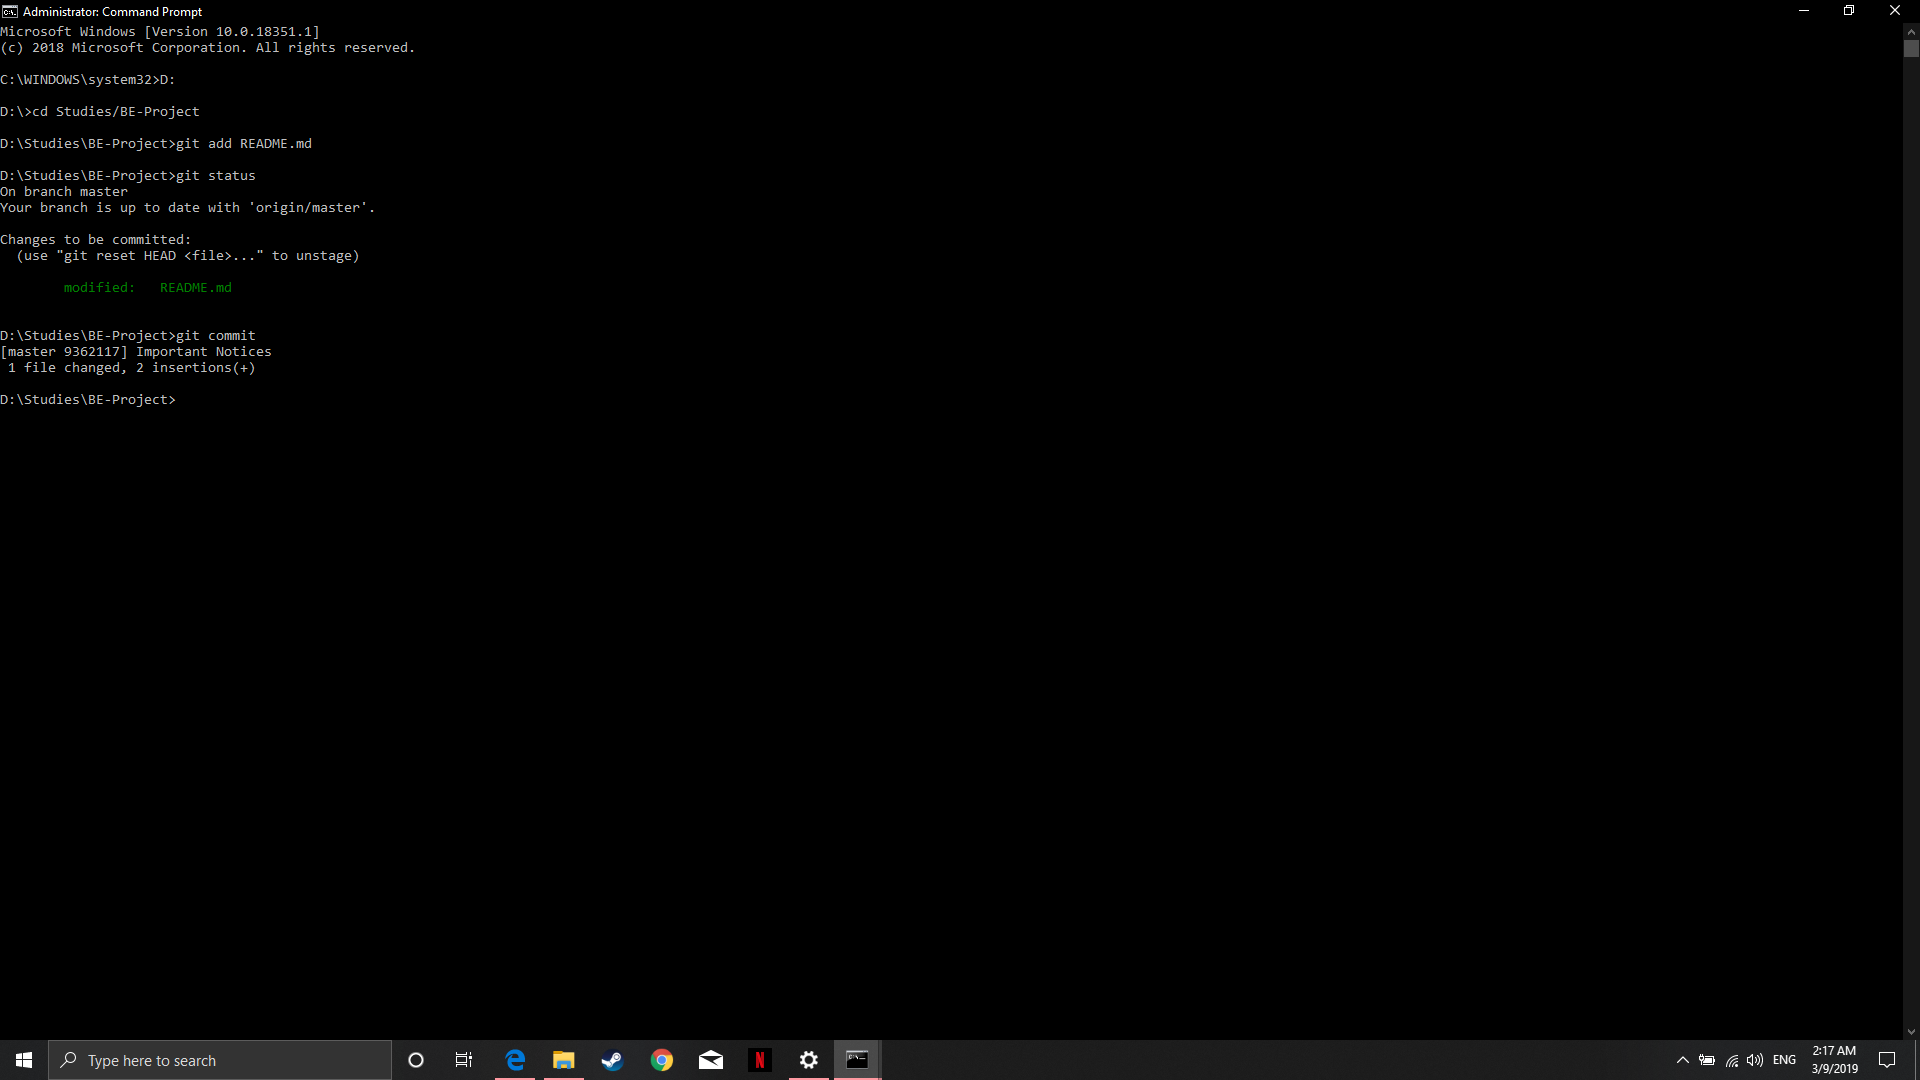 Administrator: Command Prompt
Microsoft Windows [Version 10.0.18351.1]
(c) 2018 Microsoft Corporation. All rights reserved.
C:\WINDOWS\system32>D:
D:\>cd Studies/BE-Project
D:\Studies\BE-Project>git add README.md
D:\Studies\BE-Project>git status
On branch master
Your branch is up to date with 'origin/master'.
Changes to be committed:
  (use "git reset HEAD <file>..." to unstage)
        modified:   README.md
D:\Studies\BE-Project>git commit
[master 9362117] Important Notices
 1 file changed, 2 insertions(+)
D:\Studies\BE-Project>
Type here to search
ENG
2:17 AM
3/9/2019